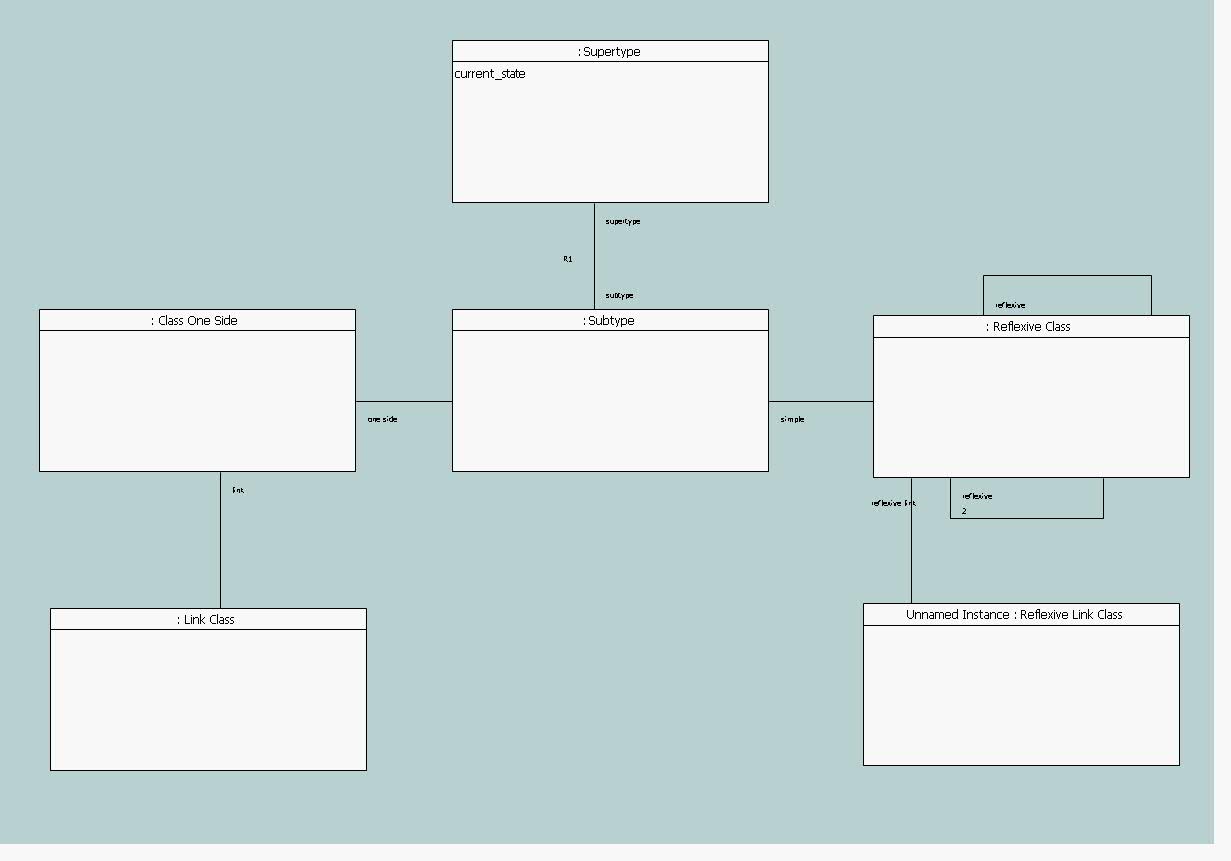 : Supertype
current_state
supertype
R1
subtype
reflexive
: Class One Side
: Subtype
: Reflexive Class
one side
simple
link
reflexive
reflexive link
2
: Link Class
Unnamed Instance : Reflexive Link Class